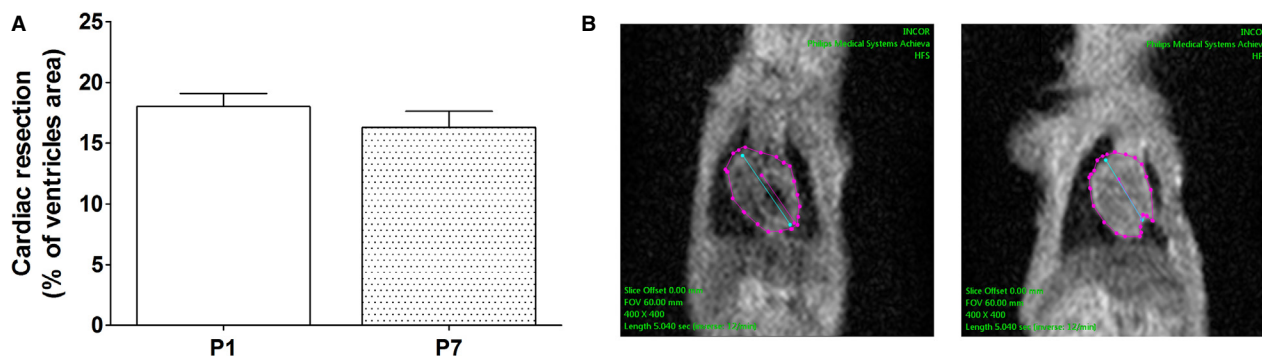 A
Cardiac resection
(% of ventricles area)
25
20
15
10
5
0
P1
P7
B
INCOR
Philips Medical Systems Achieva
HFS
Slice Offset 0.00 mm
FOV 60.00 mm
400 X 400
Length 5.040 sec
INCO
Philips Medical Systems Achiev
HF
Slice Offset 0.00 mm
FOV 60.00 mm
400 X 400
Length 5.040 sec